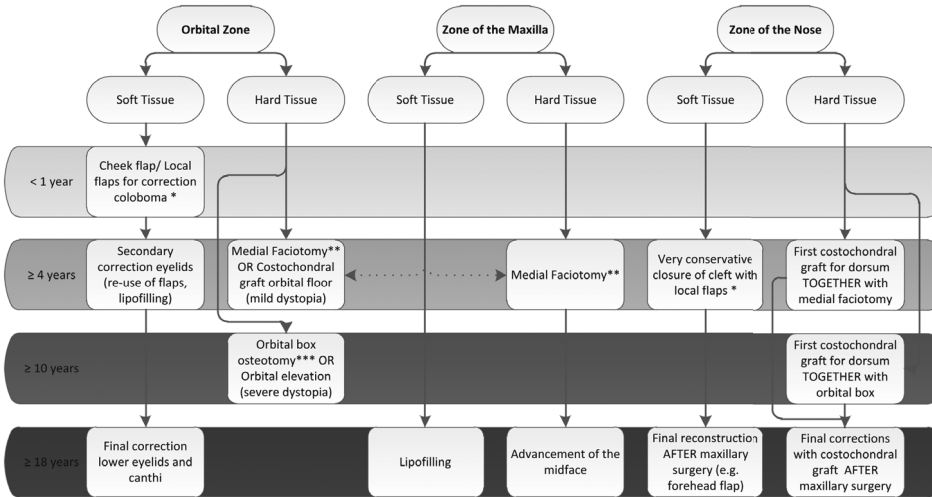 Orbital Zone
Zone of the Maxilla
Zone of the Nose
Soft Tissue
Hard Tissue
Soft Tissue
Hard Tissue
Soft Tissue
Hard Tissue
< 1 year
Cheek flap/ Local
flaps for correction
coloboma *
≥ 4 years
Secondary
correction eyelids
(re-use of flaps,
lipofilling)
Medial Faciotomy**
OR Costochondral
graft orbital floor
(mild dystopia)
Medial Faciotomy**
Very conservative
closure of cleft with
local flaps *
First costochondral
graft for dorsum
TOGETHER with
medial faciotomy
≥ 10 years
Orbital box
osteotomy*** OR
Orbital elevation
(severe dystopia)
First costochondral
graft for dorsum
TOGETHER with
orbital box
≥ 18 years
Final correction
lower eyelids and
canthi
Lipofilling
Advancement of the
midface
Final reconstruction
AFTER maxillary
surgery (e.g.
forehead flap)
Final corrections
with costochondral
graft AFTER
maxillary surgery